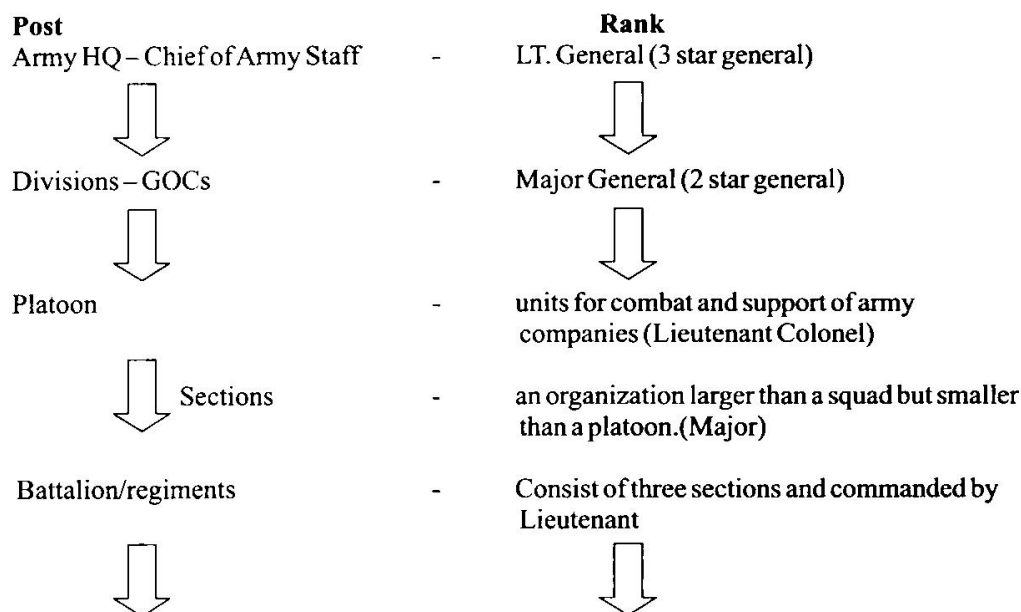 Post Rank
Army HQ – Chief of Army Staff - LT. General (3 star general)
Divisions – GOCs - Major General (2 star general)
Platoon - units for combat and support of army
companies (Lieutenant Colonel)
Sections - an organization larger than a squad but smaller
than a platoon.(Major)
Battalion/regiments - Consist of three sections and commanded by
Lieutenant